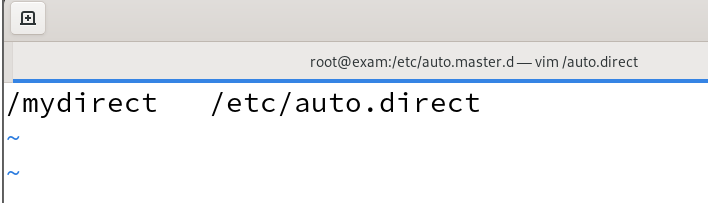 root@exam:/etc/auto.master.d — vim /auto.direct
/mydirect   /etc/auto.direct
~
~